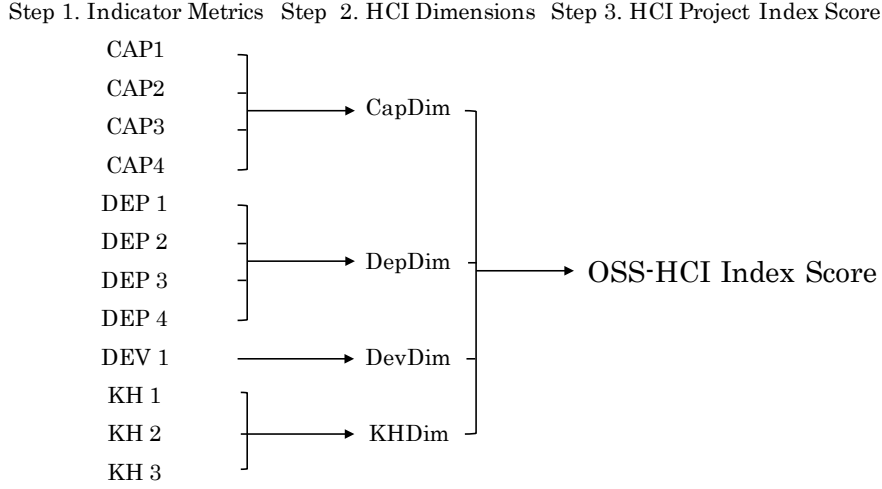 Step 1. Indicator Metrics Step 2. HCI Dimensions Step 3. HCI Project Index Score
CAP1
CAP2
CAP3
CAP4
CapDim
DEP 1
DEP 2
DEP 3
DEP 4
DepDim
DEV 1
DevDim
KH 1
KH 2
KH 3
KHDim
OSS-HCI Index Score